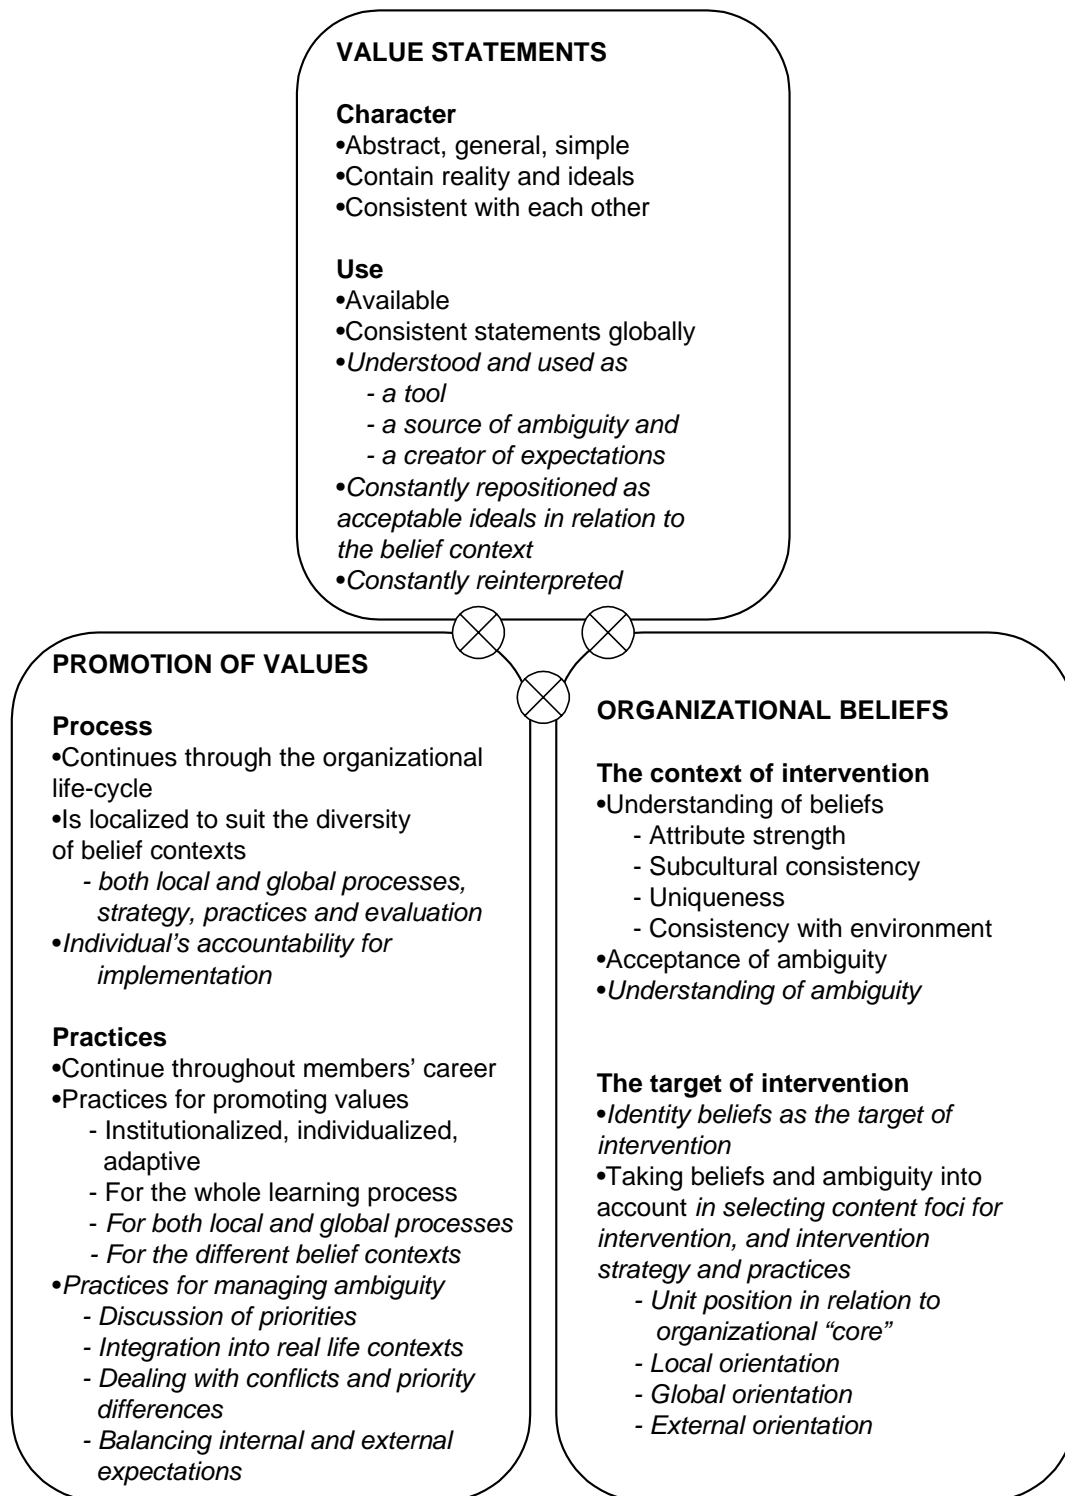 VALUE STATEMENTS
Character
•Abstract, general, simple
•Contain reality and ideals
•Consistent with each other
Use
•Available
•Consistent statements globally
•Understood and used as
- a tool
- a source of ambiguity and
- a creator of expectations
•Constantly repositioned as
acceptable ideals in relation to
the belief context
•Constantly reinterpreted
PROMOTION OF VALUES
Process
•Continues through the organizational
life-cycle
•Is localized to suit the diversity
of belief contexts
- both local and global processes,
strategy, practices and evaluation
•Individual’s accountability for
implementation
Practices
•Continue throughout members’ career
•Practices for promoting values
- Institutionalized, individualized,
adaptive
- For the whole learning process
- For both local and global processes
- For the different belief contexts
•Practices for managing ambiguity
- Discussion of priorities
- Integration into real life contexts
- Dealing with conflicts and priority
differences
- Balancing internal and external
expectations
ORGANIZATIONAL BELIEFS
The context of intervention
•Understanding of beliefs
- Attribute strength
- Subcultural consistency
- Uniqueness
- Consistency with environment
•Acceptance of ambiguity
•Understanding of ambiguity
The target of intervention
•Identity beliefs as the target of
intervention
•Taking beliefs and ambiguity into
account in selecting content foci for
intervention, and intervention
strategy and practices
- Unit position in relation to
organizational “core”
- Local orientation
- Global orientation
- External orientation